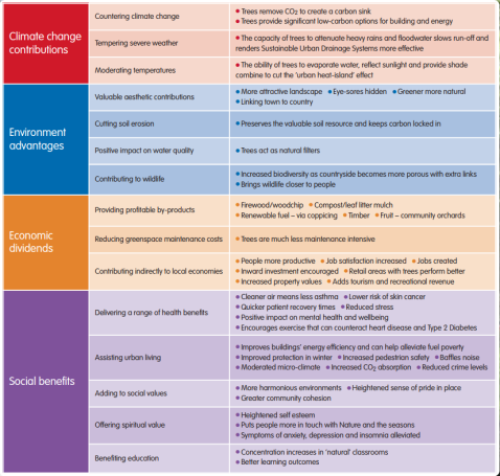 Climate change
contributions
Countering climate change
• Trees remove CO2 to create a carbon sink
• Trees provide significant low-carbon options for building and energy
Tempering severe weather
• The capacity of trees to attenuate heavy rains and floodwater slows run-off and
renders Sustainable Urban Drainage Systems more effective
Moderating temperatures
• The ability of trees to evaporate water, reflect sunlight and provide shade
combine to cut the 'urban heat-island' effect
Environment
advantages
Valuable aesthetic contributions
• More attractive landscape • Eye-sores hidden • Greener more natural
• Linking town to country
Cutting soil erosion
• Preserves the valuable soil resource and keeps carbon locked in
Positive impact on water quality
• Trees act as natural filters
Contributing to wildlife
• Increased biodiversity as countryside becomes more porous with extra links
• Brings wildlife closer to people
Economic
dividends
Providing profitable by-products
• Firewood/woodchip • Compost/leaf litter mulch
• Renewable fuel – via coppicing • Timber • Fruit – community orchards
Reducing greenspace maintenance costs
• Trees are much less maintenance intensive
Contributing indirectly to local economies
• People more productive • Job satisfaction increased • Jobs created
• Inward investment encouraged • Retail areas with trees perform better
• Increased property values • Adds tourism and recreational revenue
Social benefits
Delivering a range of health benefits
• Cleaner air means less asthma • Lower risk of skin cancer
• Quicker patient recovery times • Reduced stress
• Positive impact on mental health and wellbeing
• Encourages exercise that can counteract heart disease and Type 2 Diabetes
Assisting urban living
• Improves buildings' energy efficiency and can help alleviate fuel poverty
• Improved protection in winter • Increased pedestrian safety • Baffles noise
• Moderated micro-climate • Increased CO2 absorption • Reduced crime levels
Adding to social values
• More harmonious environments • Heightened sense of pride in place
• Greater community cohesion
Offering spiritual value
• Heightened self esteem
• Puts people more in touch with Nature and the seasons
• Symptoms of anxiety, depression and insomnia alleviated
Benefiting education
• Concentration increases in 'natural' classrooms
• Better learning outcomes